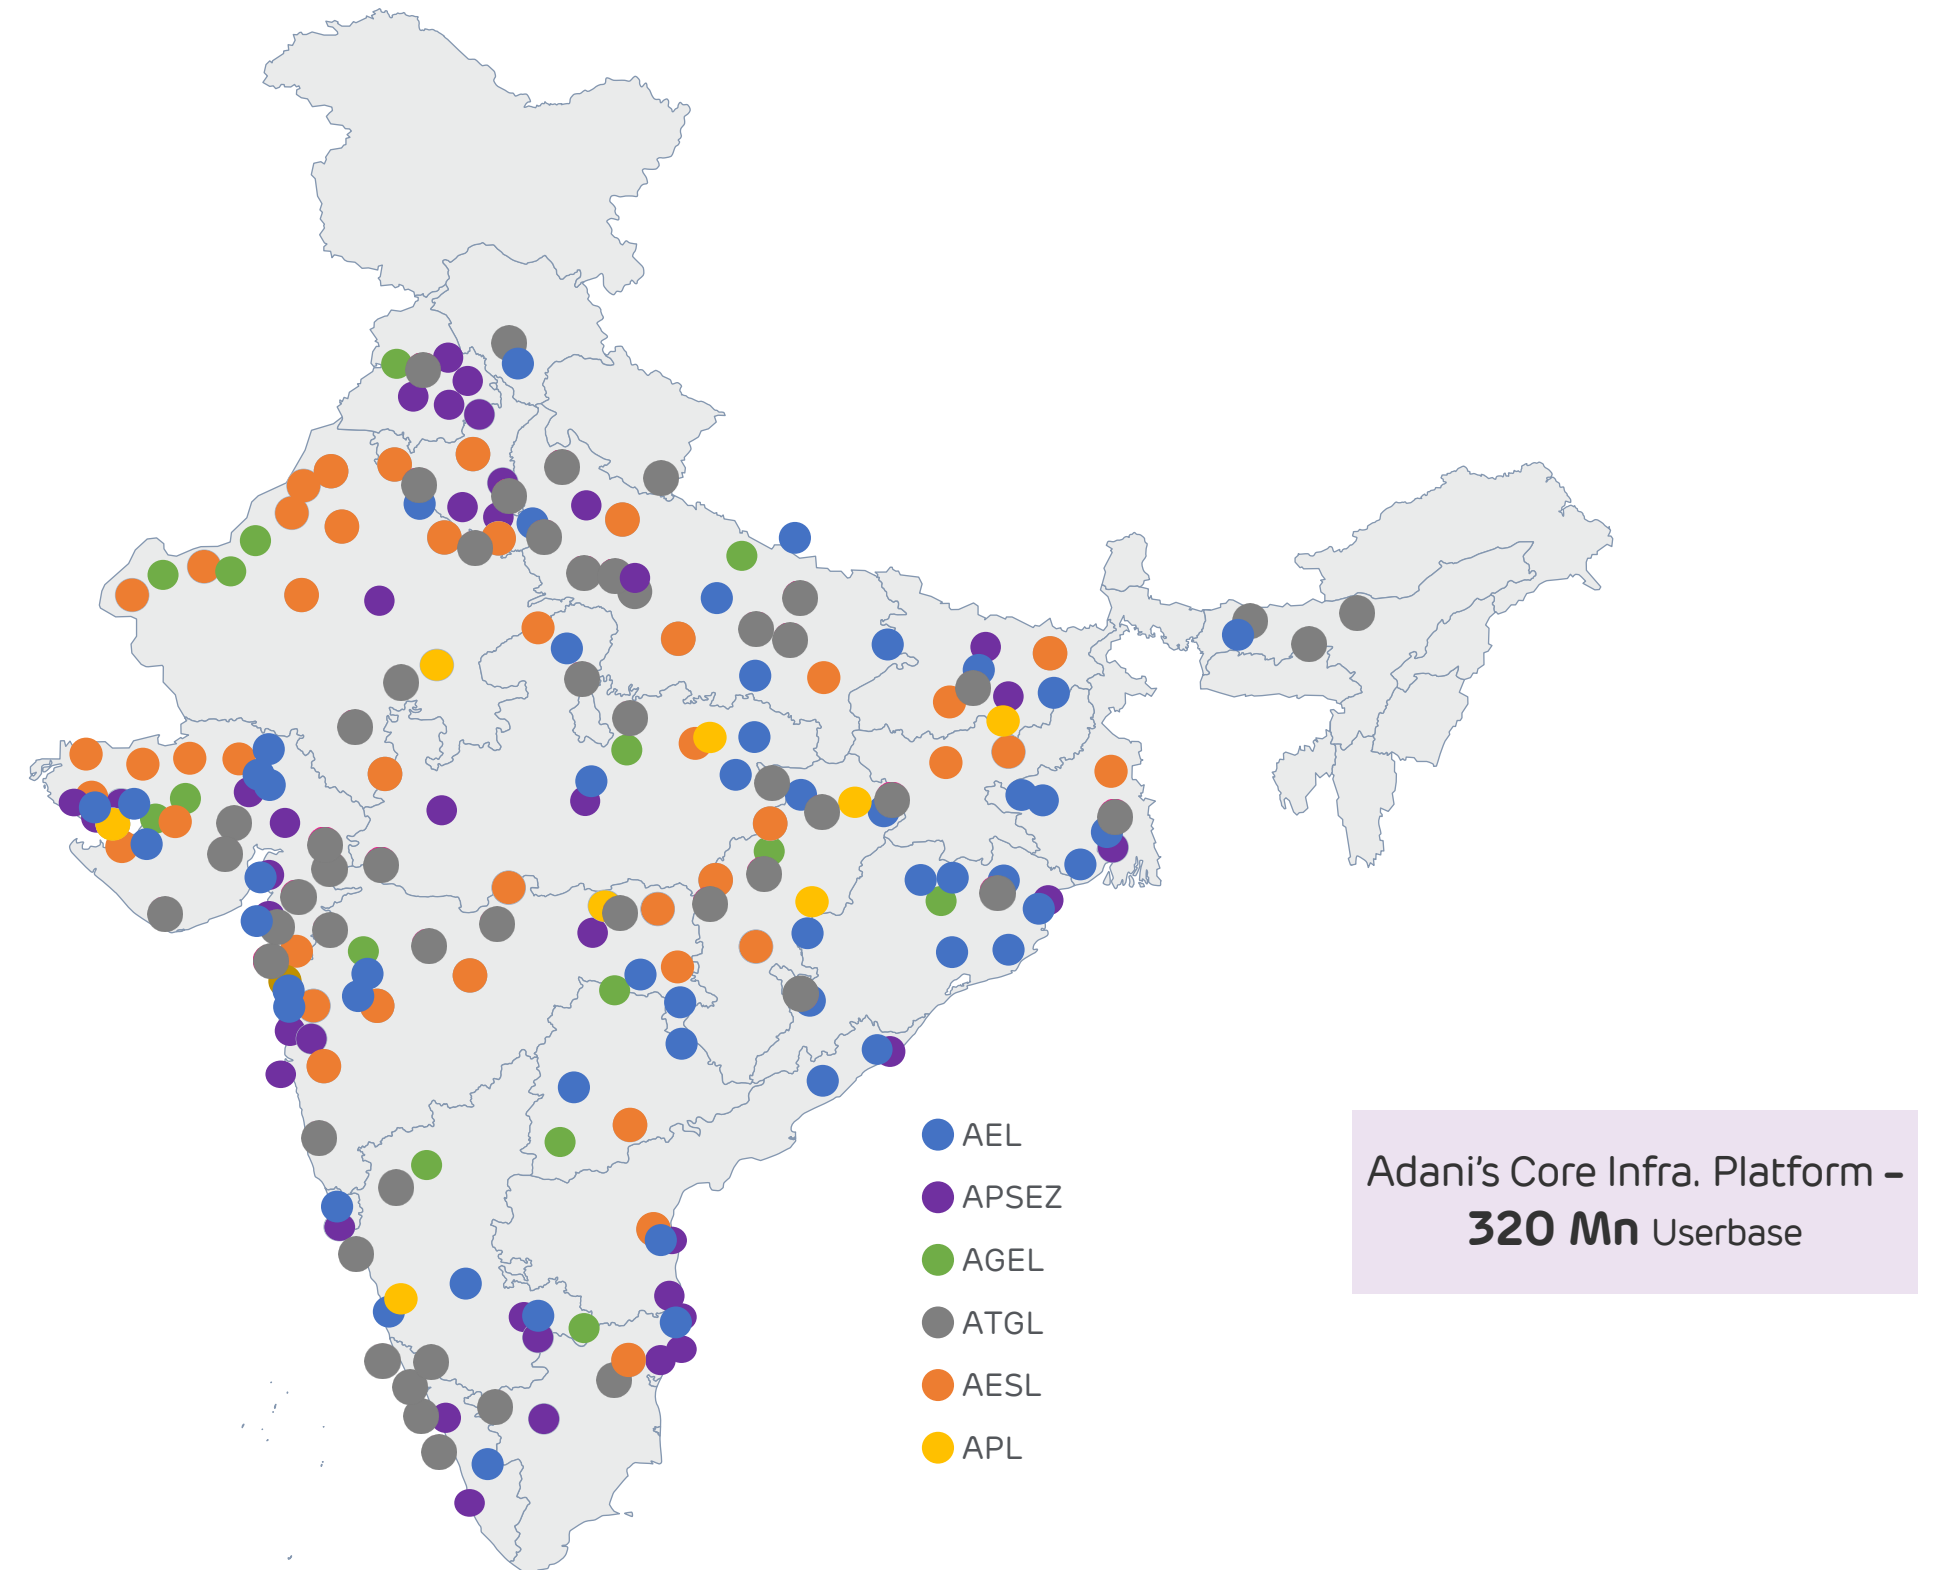 AEL
APSEZ
AGEL
ATGL
AESL
APL
Adani's Core Infra. Platform –
320 Mn Userbase